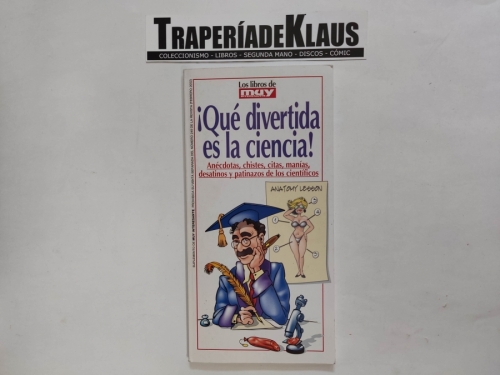 TRAPERÍADEKLAUS
COLECCIONISMO - LIBROS - SEGUNDA MANO - DISCOS - CÓMIC
Los libros de
muy
¡Qué divertida
es la ciencia!
Anécdotas, chistes, citas, manías,
desatinos y patinazos de los científicos
ANATOMY LESSON